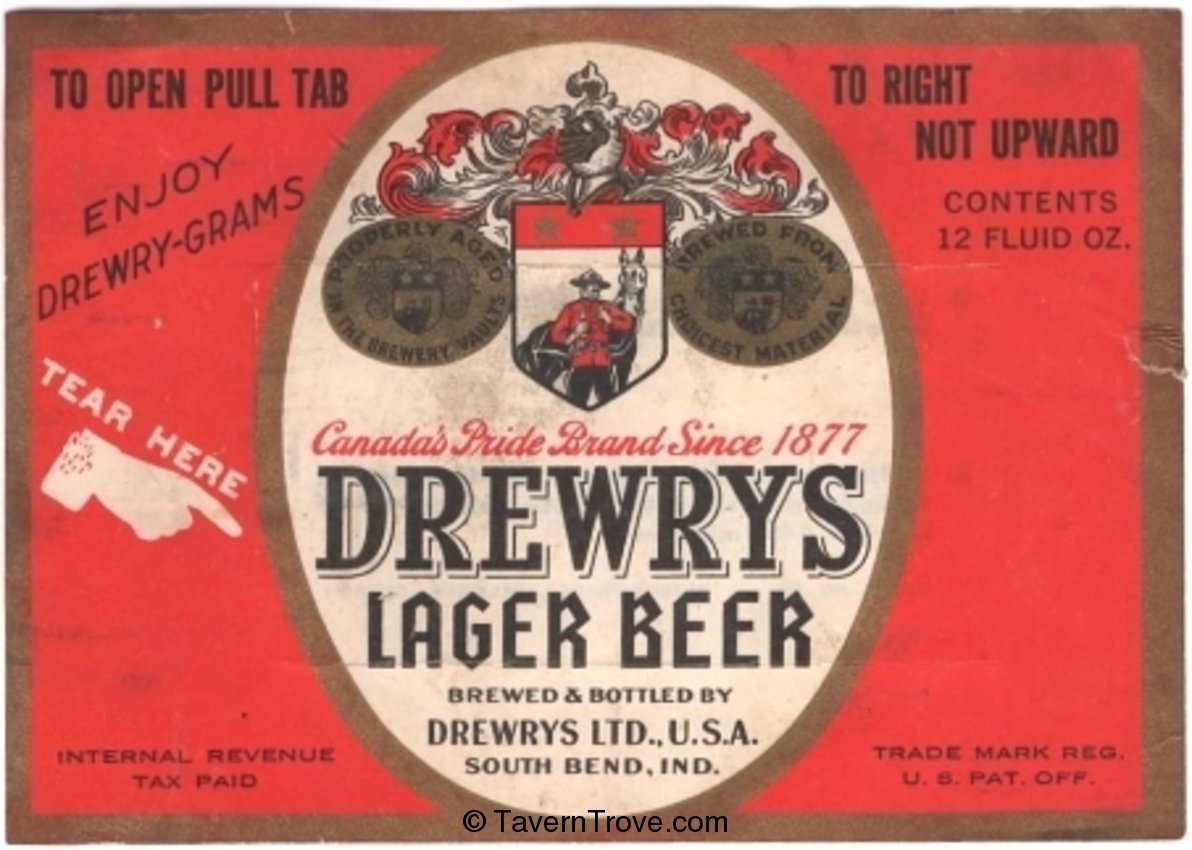 TO OPEN PULL TAB
TO RIGHT
NOT UPWARD
ENJOY
DREWRY-GRAMS
CONTENTS
12 FLUID OZ.
PROPERLY AGED
IN THE BREWERY VAULTS
BREWED FROM
CHOICEST MATERIAL
TEAR HERE
Canada's Pride Brand Since 1877
DREWRYS
LAGER BEER
BREWED & BOTTLED BY
DREWRYS LTD., U.S.A.
SOUTH BEND, IND.
INTERNAL REVENUE
TAX PAID
TRADE MARK REG.
U. S. PAT. OFF.
© TavernTrove.com